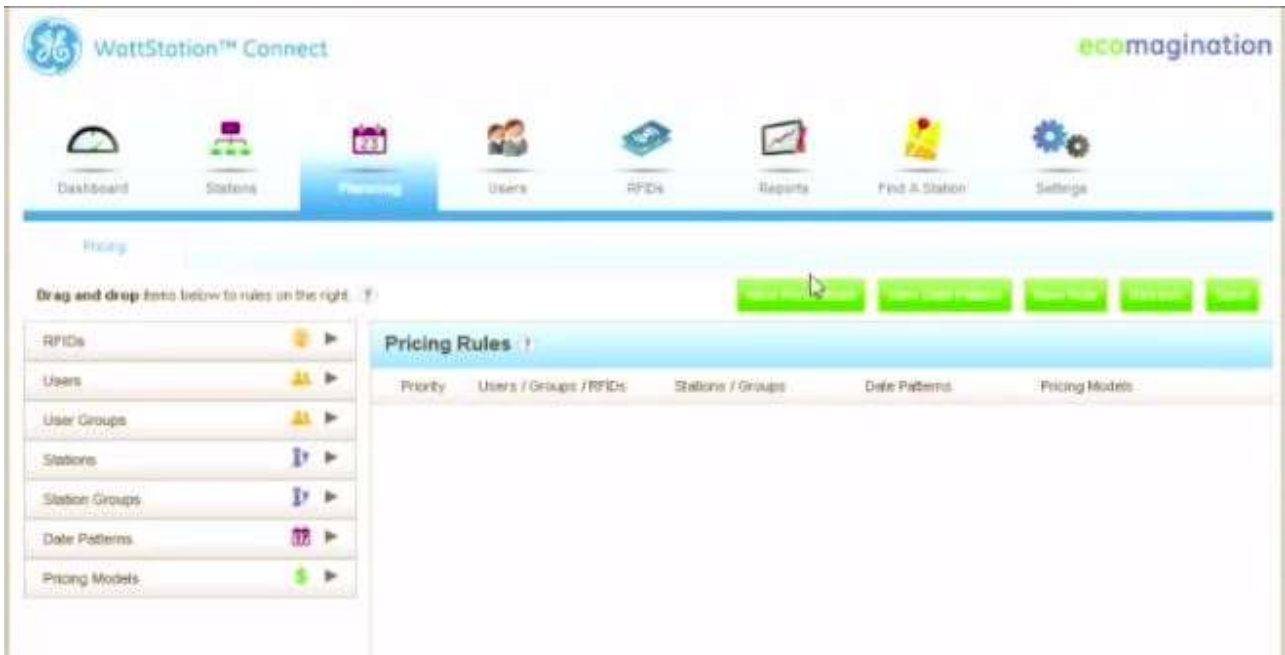 WattStation™ Connect
ecomagination
Dashboard Stations Planning Users RFIDs Reports Find A Station Settings
23
Pricing
Drag and drop items below to rules on the right. ?
RFIDs
Users
User Groups
Stations
Station Groups
Date Patterns
Pricing Models
Pricing Rules ?
Priority Users / Groups / RFIDs Stations / Groups Date Patterns Pricing Models